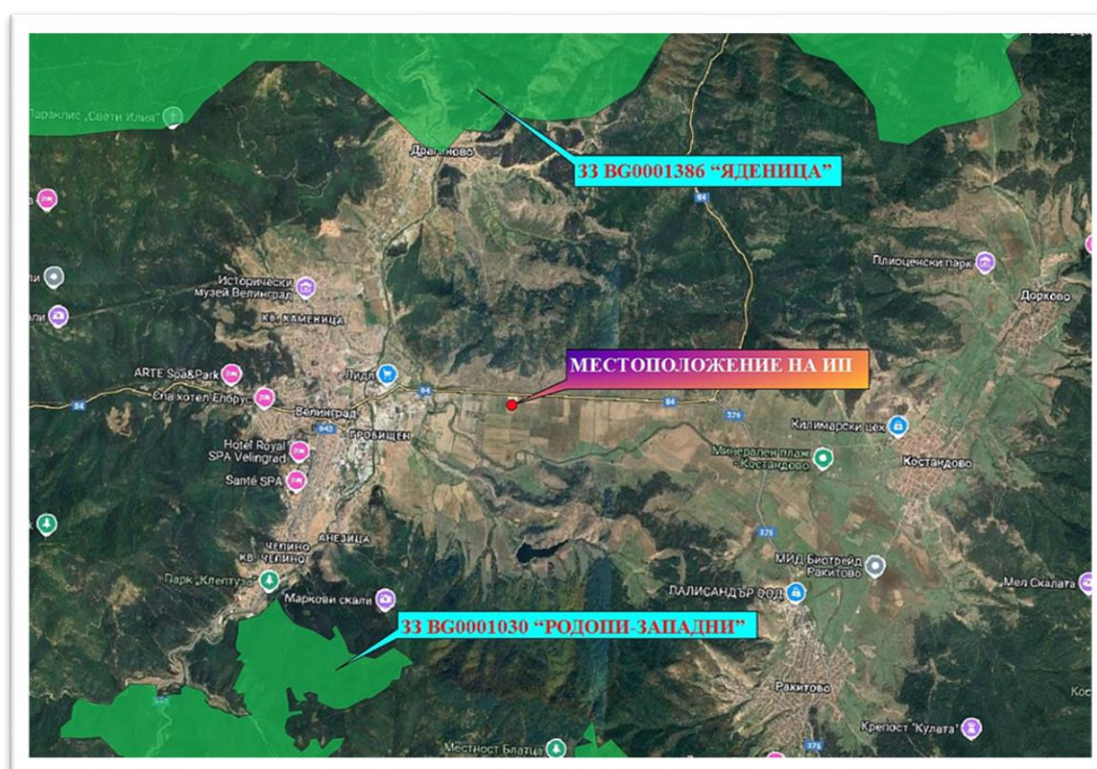 Параклис „Свети Илия"
Драгиново
ЗЗ BG0001386 “ЯДЕНИЦА”
84
Плиоценски парк
Исторически
музей Велинград
КВ. КАМЕНИЦА
Дорково
МЕСТОПОЛОЖЕНИЕ НА ИП
ARTE Spa&Park
Лидл
Спа хотел Елбрус
84
84
84
Велинград
843
376
ГРОБИЩЕН
Килимарски цех
Hotel Royal
SPA Velingrad
Минерален плаж
- Костандово
Костандово
Santé SPA
376
АНЕЗИЦА
ЧЕПИНО
КВ. ЧЕПИНО
МИД Биотрейд
Ракитово
Парк „Клептуза"
Маркови скали
ПАЛИСАНДЪР ООД
Мел Скалата
ЗЗ BG0001030 “РОДОПИ-ЗАПАДНИ”
Ракитово
Крепост "Кулата"
Местност Блатца
376